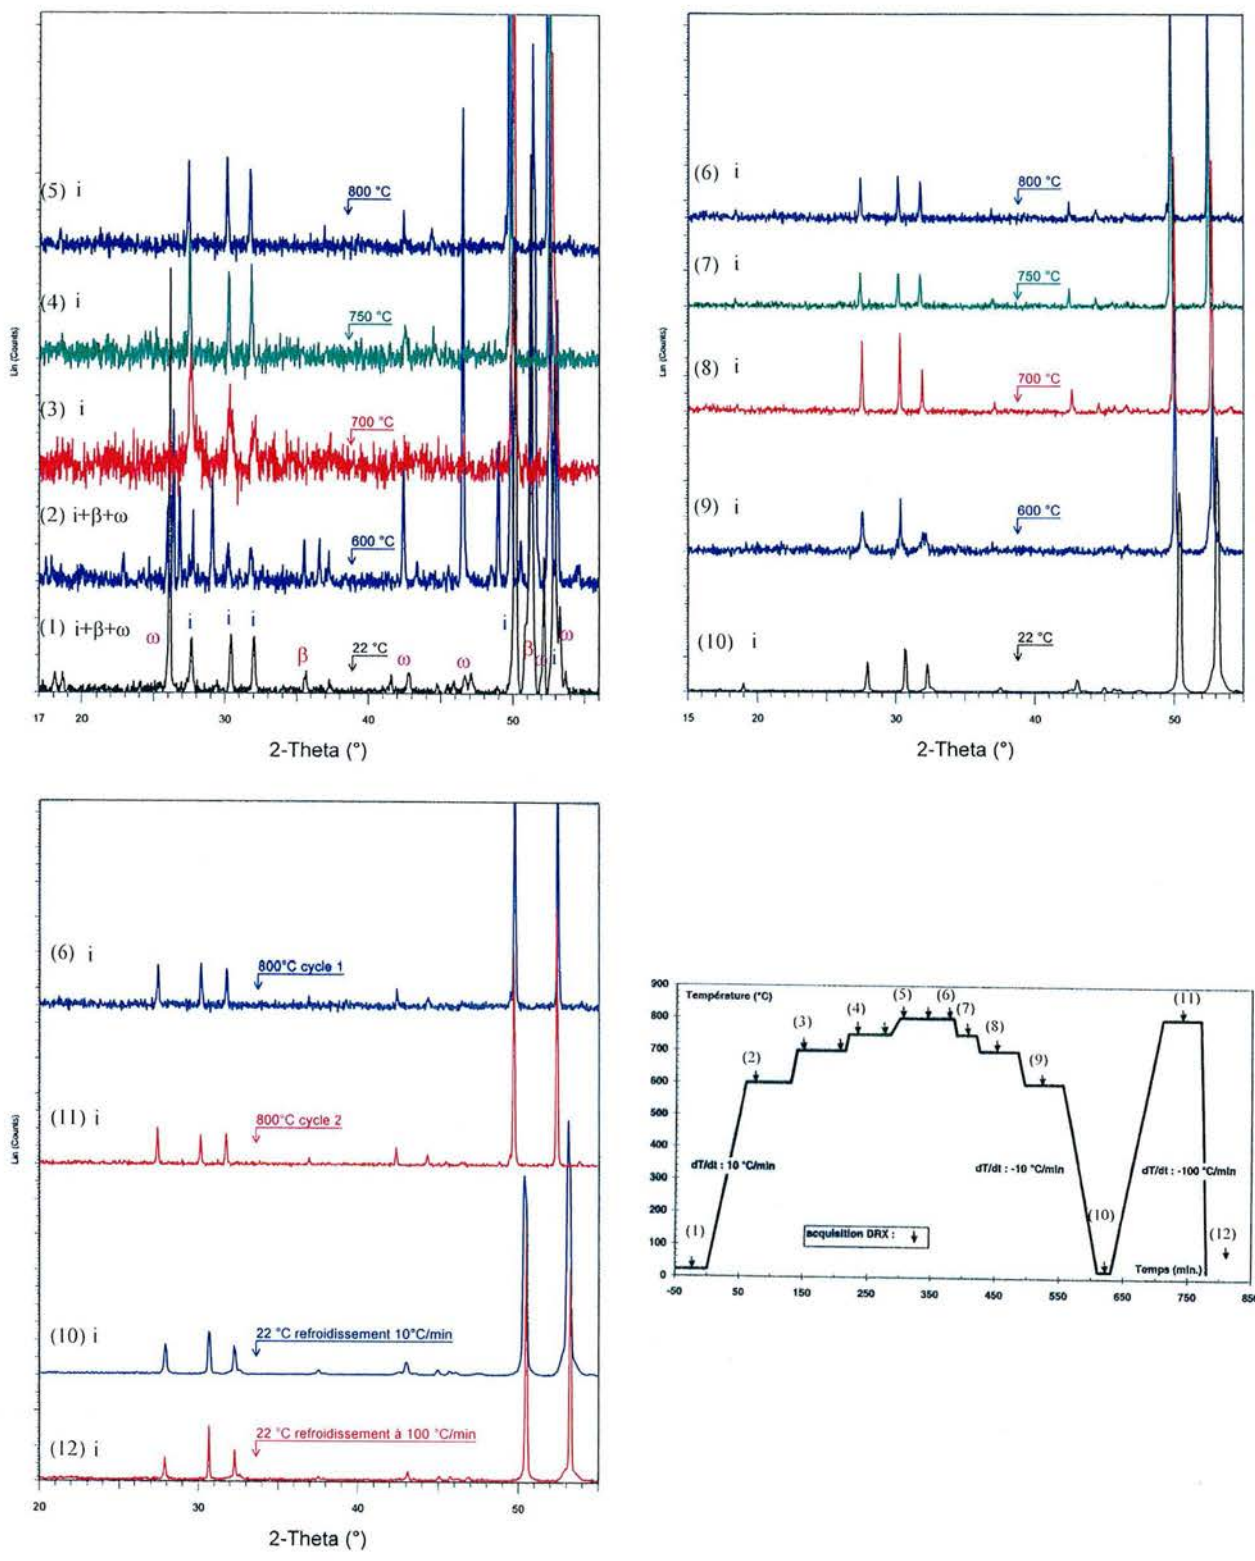 (5) i
800 °C
(4) i
750 °C
(3) i
700 °C
(2) i+β+ω
600 °C
(1) i+β+ω
22 °C
ω
i
i
i
β
ω
ω
i
β
ω
i
ω
Lin (Counts)
17
20
30
40
50
2-Theta (°)
(6) i
800 °C
(7) i
750 °C
(8) i
700 °C
(9) i
600 °C
(10) i
22 °C
Lin (Counts)
15
20
30
40
50
2-Theta (°)
(6) i
800°C cycle 1
(11) i
800°C cycle 2
(10) i
22 °C refroidissement 10°C/min
(12) i
22 °C refroidissement à 100 °C/min
Lin (Counts)
20
30
40
50
2-Theta (°)
Température (°C)
900
800
700
600
500
400
300
200
100
0
(1)
(2)
(3)
(4)
(5)
(6)
(7)
(8)
(9)
(10)
(11)
(12)
dT/dt : 10 °C/min
dT/dt : -10 °C/min
dT/dt : -100 °C/min
acquisition DRX :
Temps (min.)
-50
50
150
250
350
450
550
650
750
850